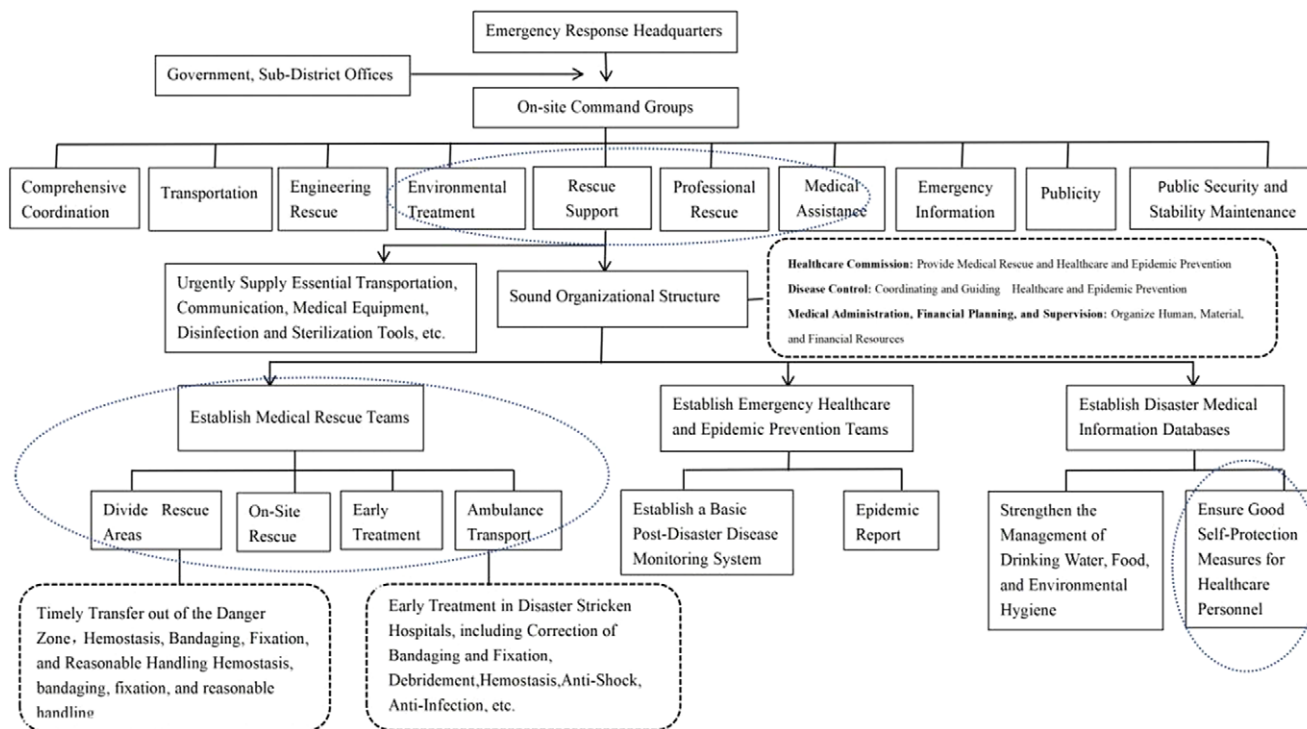 Emergency Response Headquarters
Government, Sub-District Offices
On-site Command Groups
Comprehensive
Coordination
Transportation
Engineering
Rescue
Environmental
Treatment
Rescue
Support
Professional
Rescue
Medical
Assistance
Emergency
Information
Publicity
Public Security and
Stability Maintenance
Urgently Supply Essential Transportation,
Communication, Medical Equipment,
Disinfection and Sterilization Tools, etc.
Sound Organizational Structure
Healthcare Commission: Provide Medical Rescue and Healthcare and Epidemic Prevention
Disease Control: Coordinating and Guiding Healthcare and Epidemic Prevention
Medical Administration, Financial Planning, and Supervision: Organize Human, Material,
and Financial Resources
Establish Medical Rescue Teams
Establish Emergency Healthcare
and Epidemic Prevention Teams
Establish Disaster Medical
Information Databases
Divide Rescue
Areas
On-Site
Rescue
Early
Treatment
Ambulance
Transport
Establish a Basic
Post-Disaster Disease
Monitoring System
Epidemic
Report
Strengthen the
Management of
Drinking Water, Food,
and Environmental
Hygiene
Ensure Good
Self-Protection
Measures for
Healthcare
Personnel
Timely Transfer out of the Danger
Zone, Hemostasis, Bandaging, Fixation,
and Reasonable Handling Hemostasis,
bandaging, fixation, and reasonable
handling
Early Treatment in Disaster Stricken
Hospitals, including Correction of
Bandaging and Fixation,
Debridement,Hemostasis,Anti-Shock,
Anti-Infection, etc.